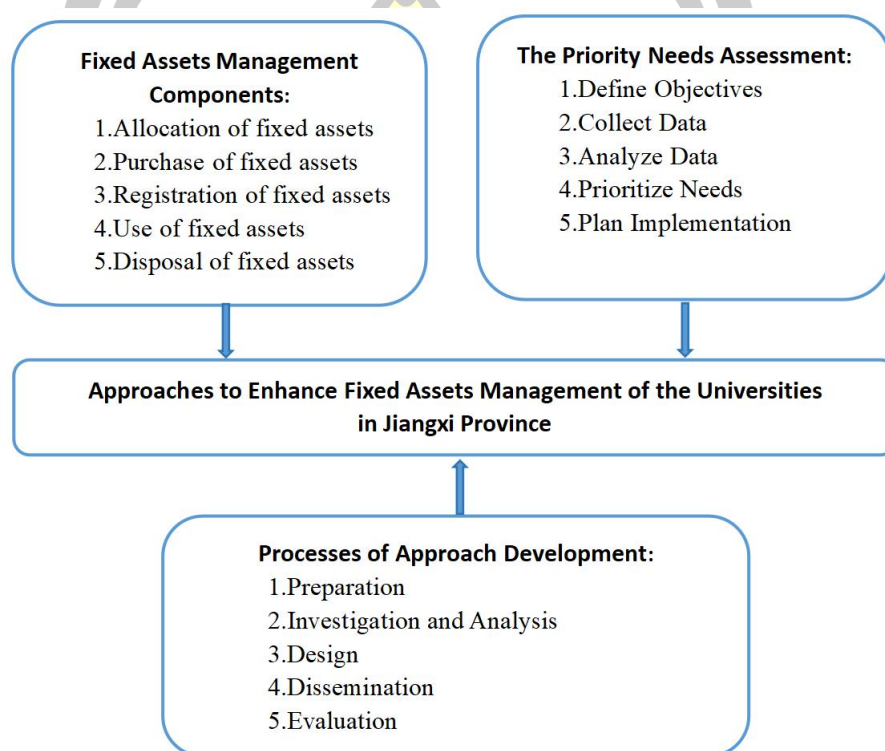 Fixed Assets Management
Components:
1.Allocation of fixed assets
2.Purchase of fixed assets
3.Registration of fixed assets
4.Use of fixed assets
5.Disposal of fixed assets
The Priority Needs Assessment:
1.Define Objectives
2.Collect Data
3.Analyze Data
4.Prioritize Needs
5.Plan Implementation
Approaches to Enhance Fixed Assets Management of the Universities
in Jiangxi Province
Processes of Approach Development:
1.Preparation
2.Investigation and Analysis
3.Design
4.Dissemination
5.Evaluation